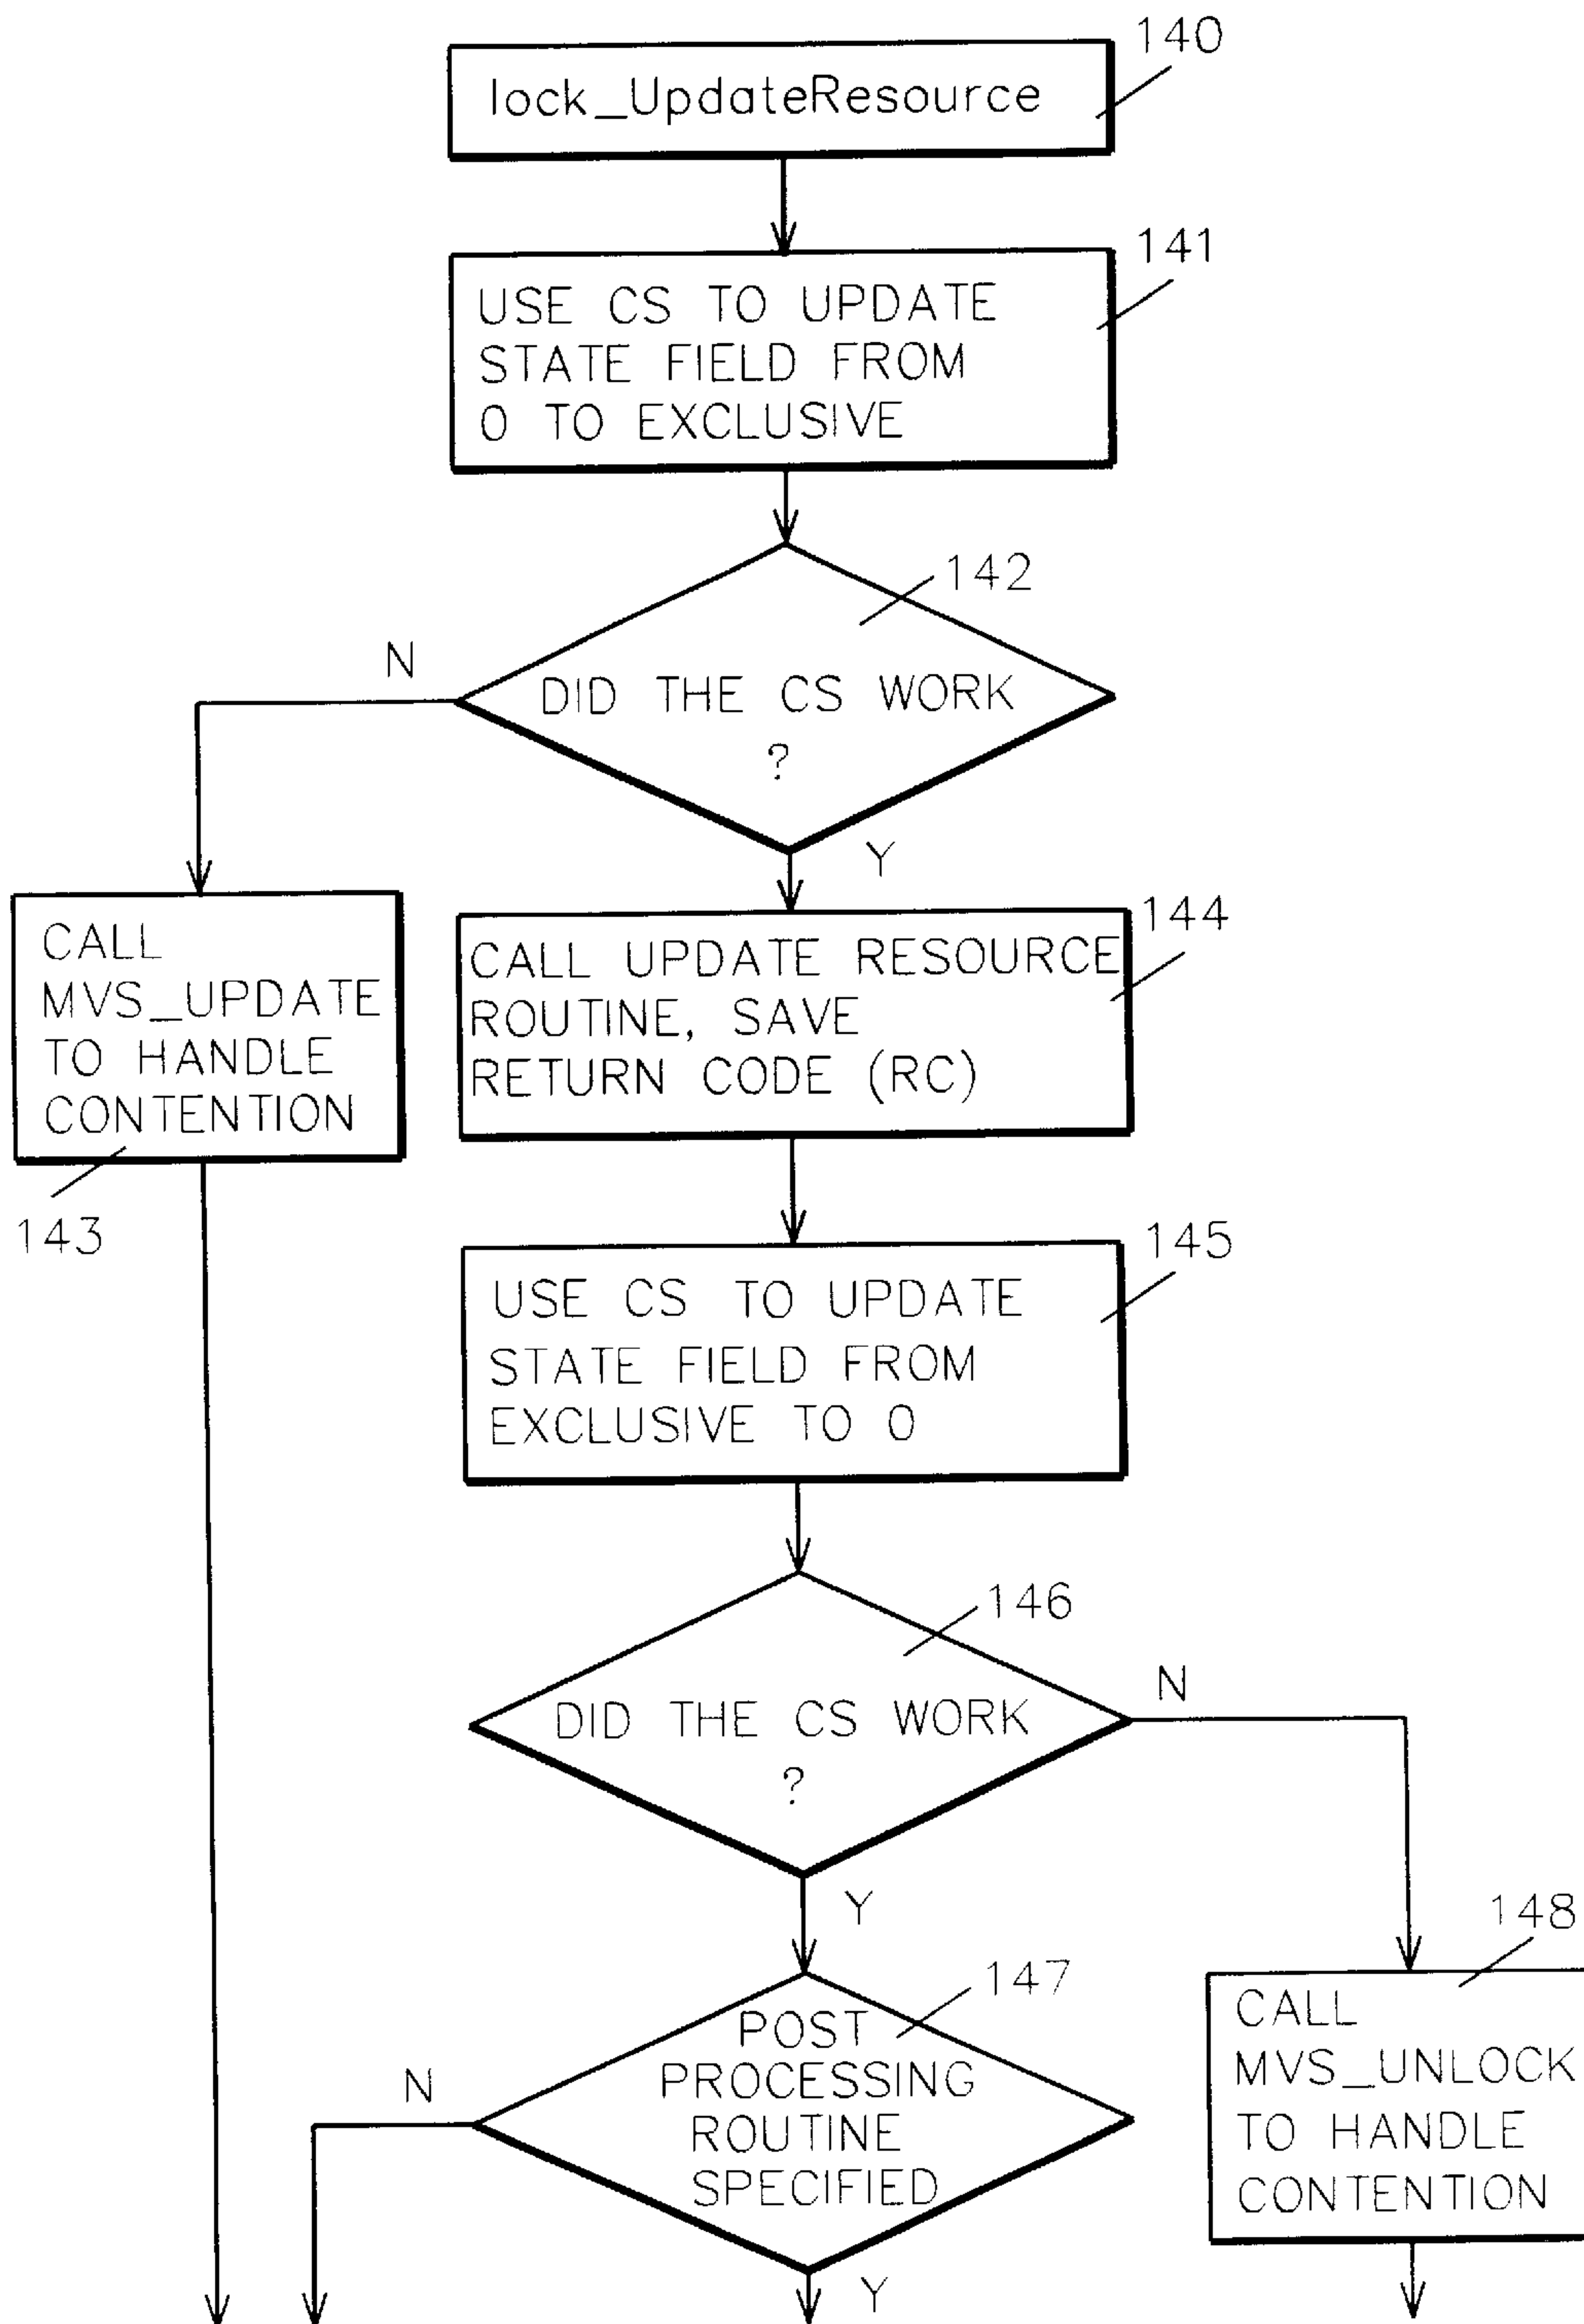 140
lock_UpdateResource
141
USE CS TO UPDATE
STATE FIELD FROM
0 TO EXCLUSIVE
142
N
DID THE CS WORK
?
Y
CALL
MVS_UPDATE
TO HANDLE
CONTENTION
143
144
CALL UPDATE RESOURCE
ROUTINE, SAVE
RETURN CODE (RC)
145
USE CS TO UPDATE
STATE FIELD FROM
EXCLUSIVE TO 0
146
N
DID THE CS WORK
?
Y
147
POST
PROCESSING
ROUTINE
SPECIFIED
N
Y
148
CALL
MVS_UNLOCK
TO HANDLE
CONTENTION